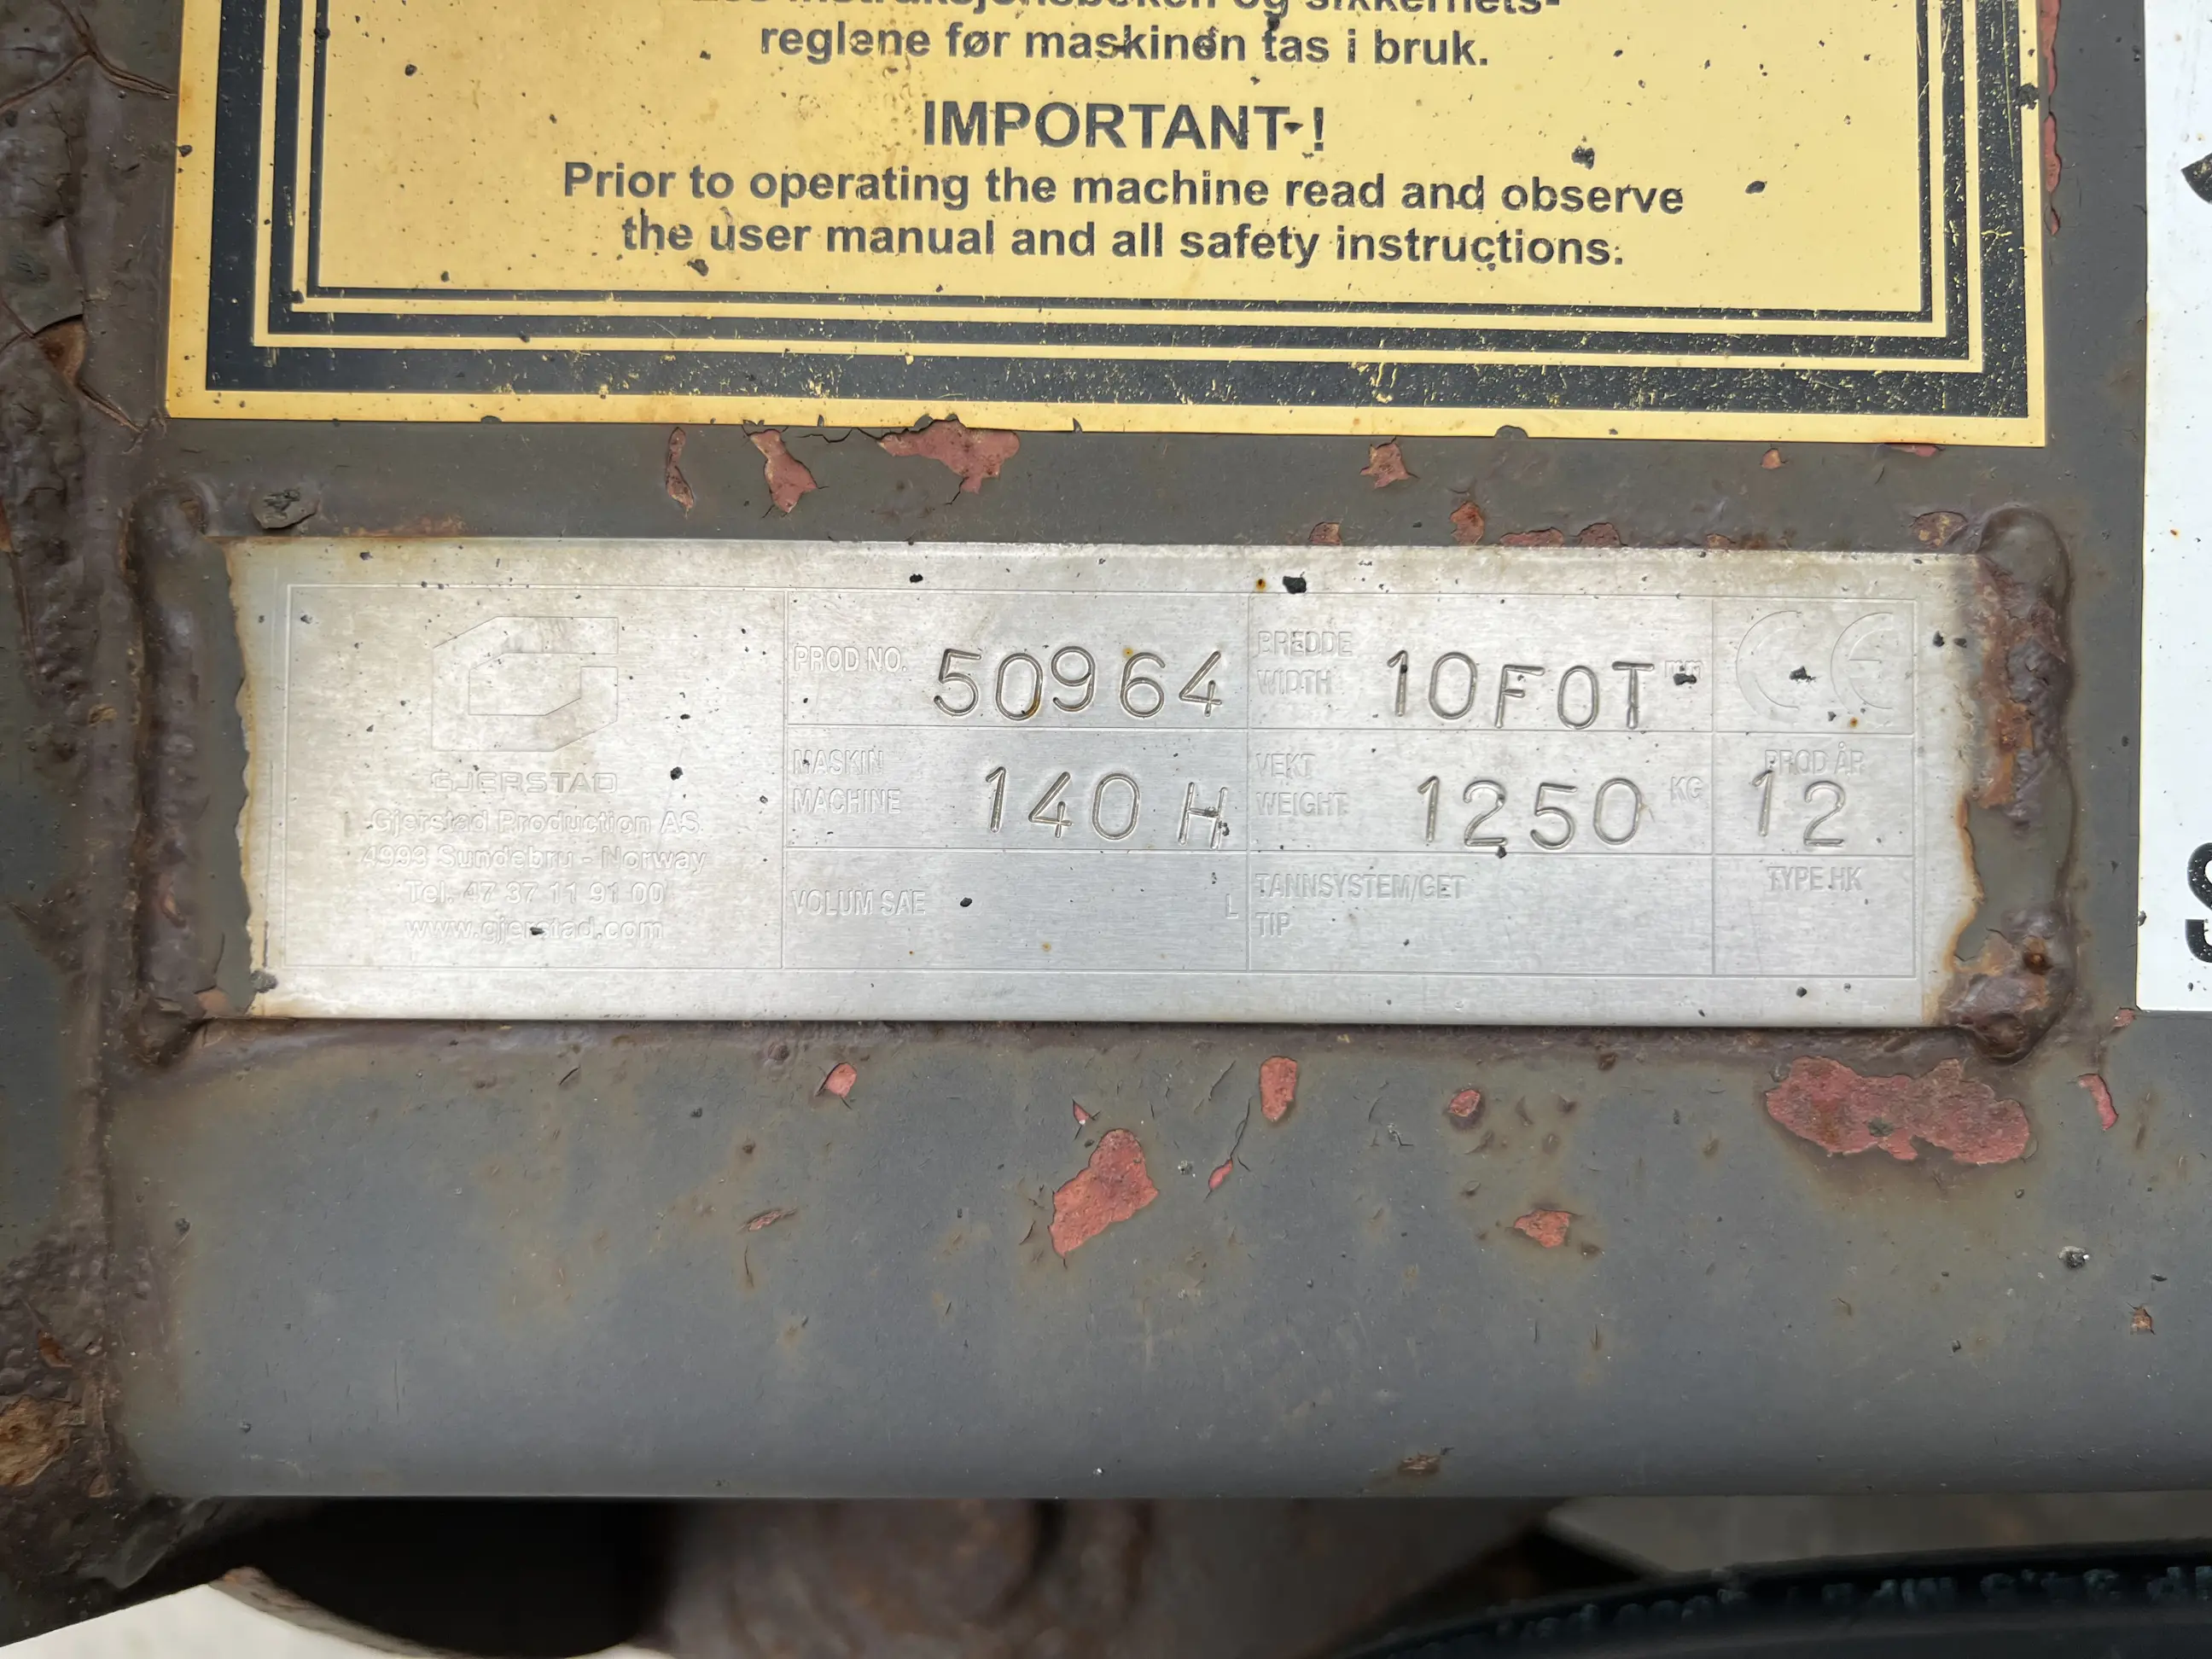 reglene før maskinen tas i bruk.
IMPORTANT !
Prior to operating the machine read and observe
the user manual and all safety instructions.
GJERSTAD
Gjerstad Production AS
4993 Sundebru - Norway
Tel. 47 37 11 91 00
www.gjerstad.com
PROD NO. 50964
BREDDE
WIDTH 10FOT
CE
MASKIN
MACHINE 140 H
VEKT
WEIGHT 1250 KG
PROD ÅR
12
VOLUM SAE L
TANNSYSTEM/GET
TIP
TYPE HK